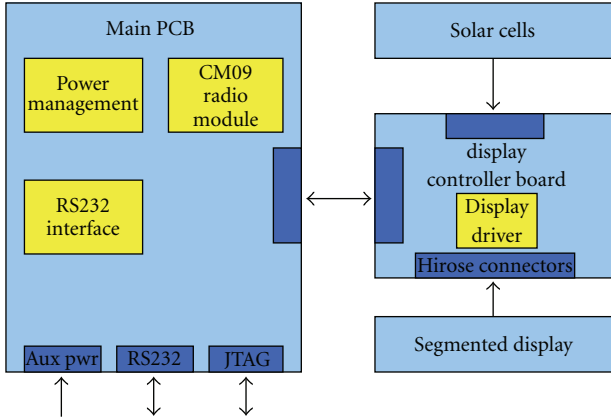 Main PCB
Power
management
CM09
radio
module
RS232
interface
Aux pwr
RS232
JTAG
Solar cells
display
controller board
Display
driver
Hirose connectors
Segmented display